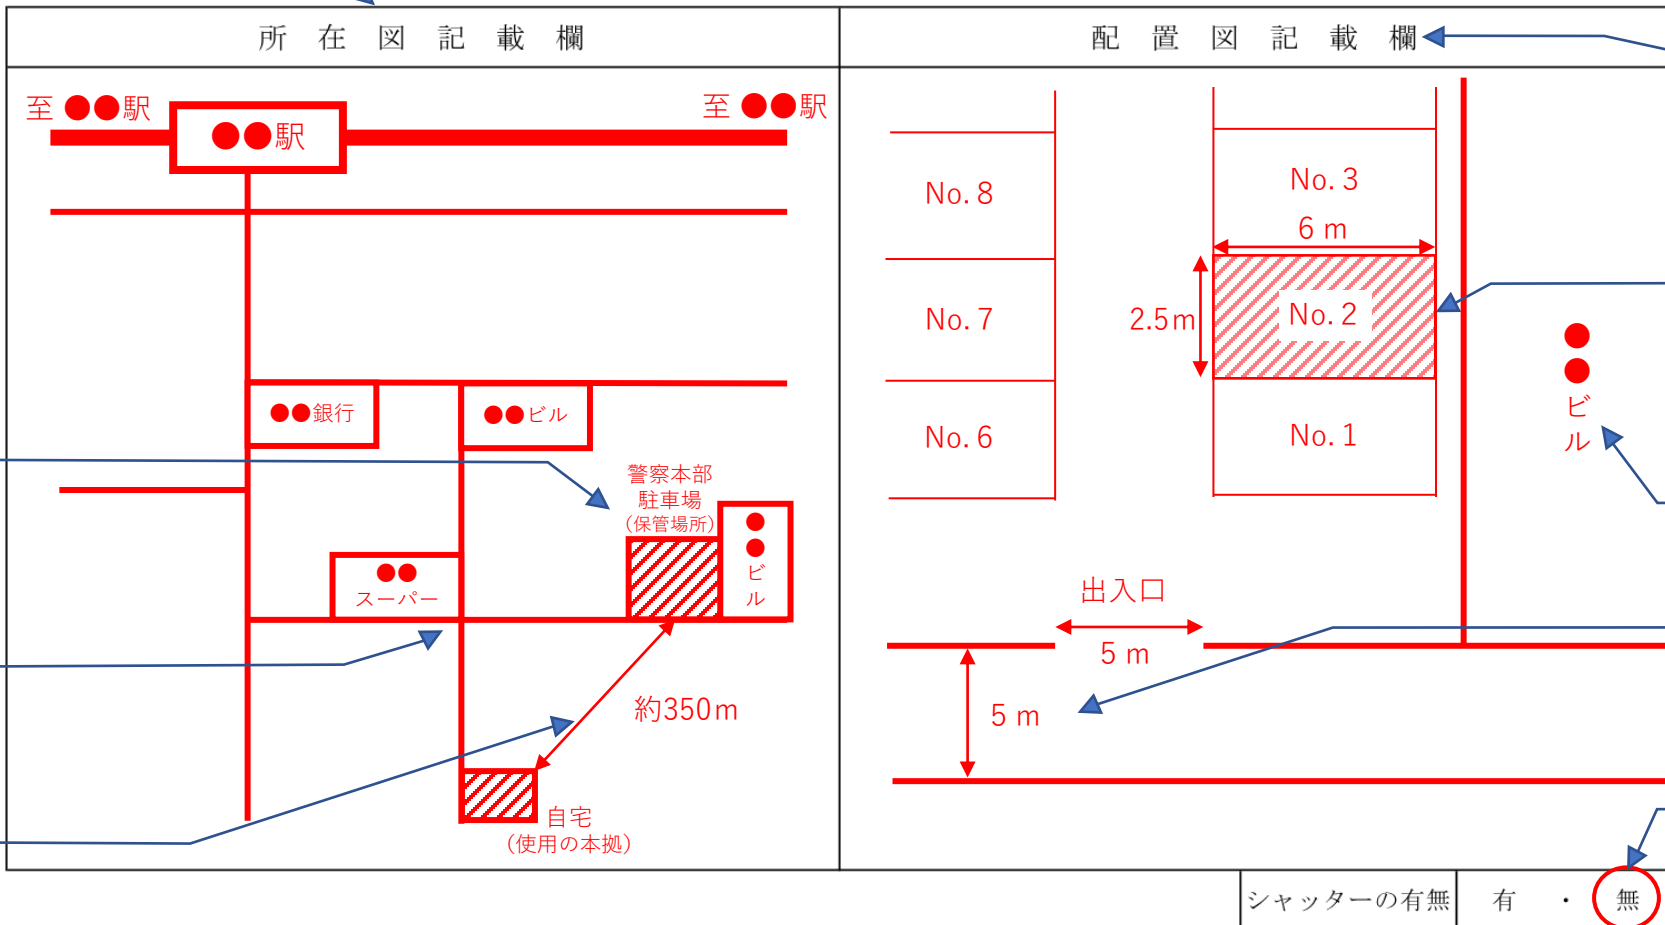 所在図記載欄
至 ●●駅
●●駅
至 ●●駅
●●銀行
●●ビル
警察本部
駐車場
(保管場所)
●●ビル
●●
スーパー
約350m
自宅
(使用の本拠)
配置図記載欄
No.8
No.3
6 m
No.7
2.5m
No.2
No.6
No.1
●●ビル
出入口
5 m
5 m
シャッターの有無 有 ・ 無